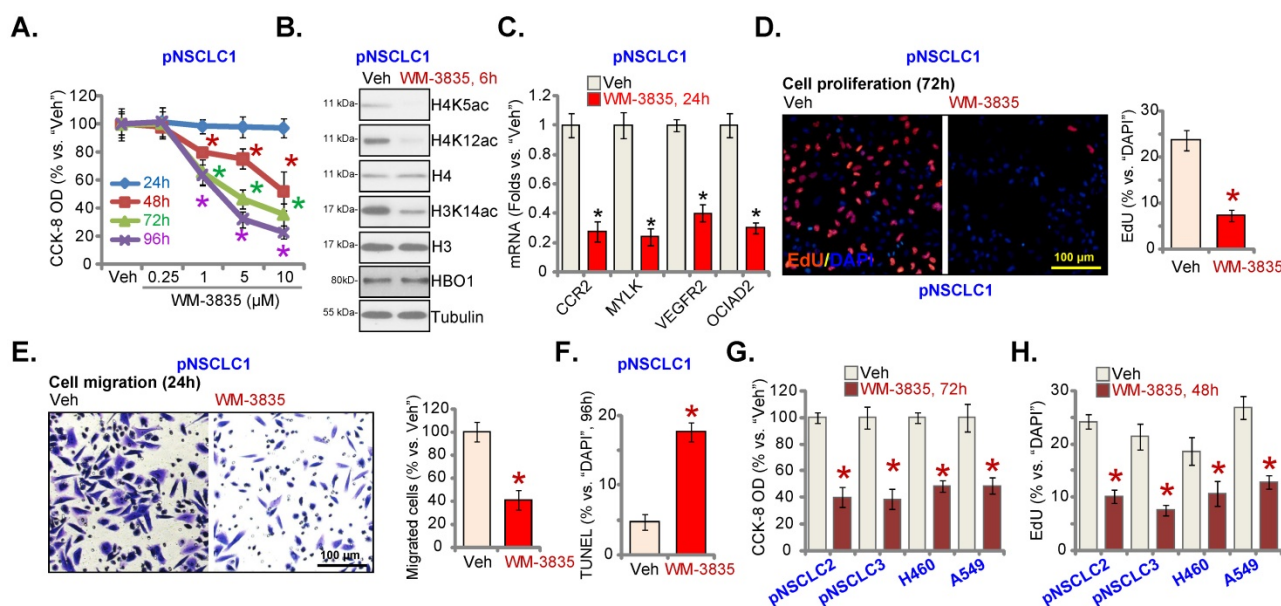 A.
pNSCLC1
CCK-8 OD (% vs. “Veh”)
120
100
80
60
40
20
0
24h
48h
72h
96h
*
*
*
*
*
*
*
*
*
Veh 0.25 1 5 10
WM-3835 (µM)
B.
pNSCLC1
Veh WM-3835, 6h
11 kDa- H4K5ac
11 kDa- H4K12ac
11 kDa- H4
17 kDa- H3K14ac
17 kDa- H3
80kD- HBO1
55 kDa- Tubulin
C.
pNSCLC1
Veh
WM-3835, 24h
mRNA (Folds vs. “Veh”)
1.2
1
0.8
0.6
0.4
0.2
0
* * * *
CCR2 MYLK VEGFR2 OCIAD2
D.
pNSCLC1
Cell proliferation (72h)
Veh WM-3835
EdU/DAPI
100 µm
pNSCLC1
EdU (% vs. “DAPI”)
30
20
10
0
*
Veh WM-3835
E.
pNSCLC1
Cell migration (24h)
Veh WM-3835
100 µm
Migrated cells (% vs. Veh”)
120
100
80
60
40
20
0
*
Veh WM-3835
F.
pNSCLC1
TUNEL (% vs. “DAPI”, 96h)
20
10
0
*
Veh WM-3835
G.
Veh
WM-3835, 72h
CCK-8 OD (% vs. “Veh”)
120
100
80
60
40
20
0
* * * *
pNSCLC2 pNSCLC3 H460 A549
H.
Veh
WM-3835, 48h
EdU (% vs. “DAPI”)
30
20
10
0
* * * *
pNSCLC2 pNSCLC3 H460 A549